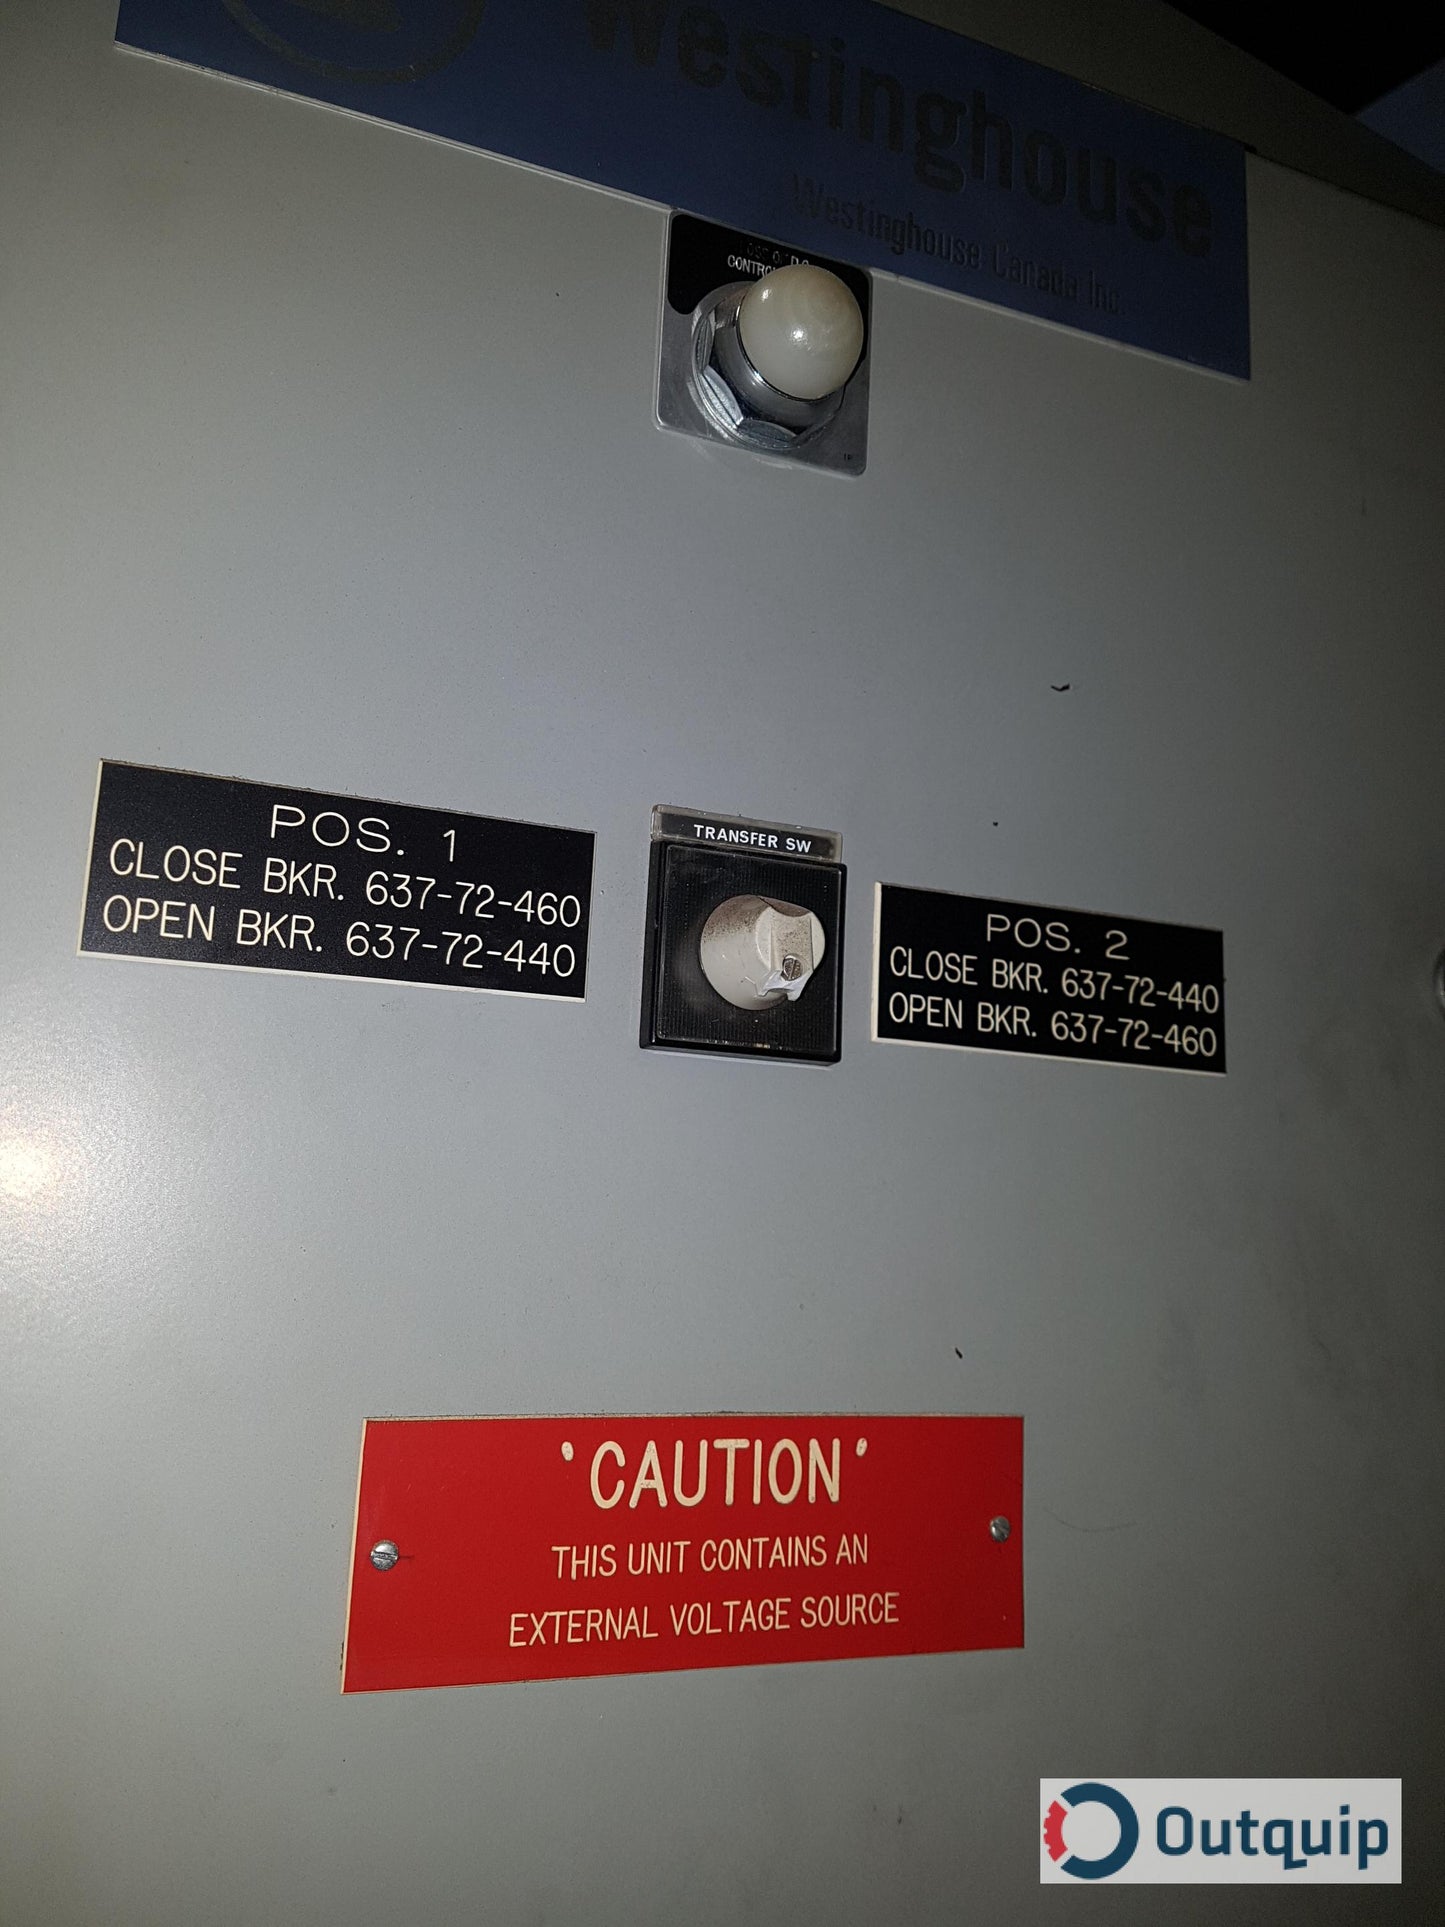 Westinghouse
Westinghouse Canada Inc.
CONTROL
TRANSFER SW
POS. 1
CLOSE BKR. 637-72-460
OPEN BKR. 637-72-440
POS. 2
CLOSE BKR. 637-72-440
OPEN BKR. 637-72-460
'CAUTION'
THIS UNIT CONTAINS AN
EXTERNAL VOLTAGE SOURCE
Outquip